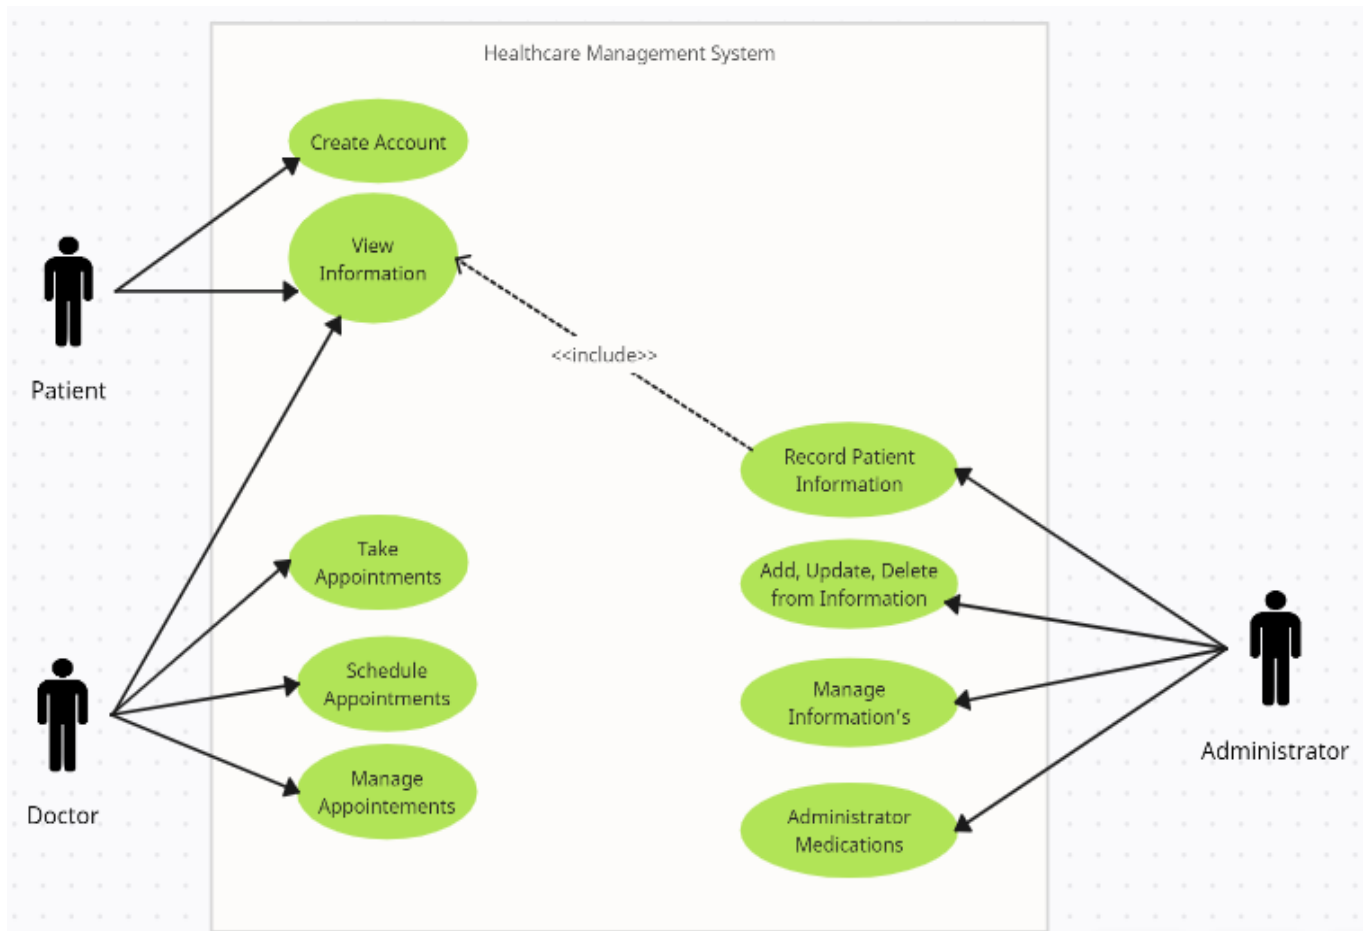 Healthcare Management System
Create Account
View
Information
<<include>>
Patient
Record Patient
Information
Take
Appointments
Add, Update, Delete
from Information
Schedule
Appointments
Manage
Information's
Administrator
Manage
Appointements
Doctor
Administrator
Medications